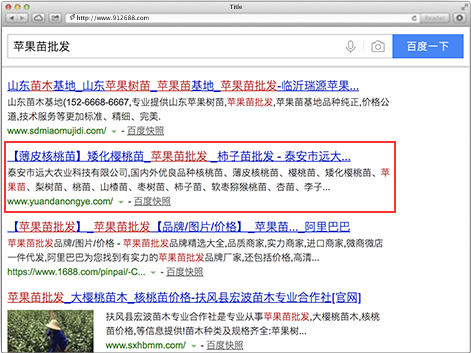 Title
http://www.912688.com
Reader
苹果苗批发
百度一下
山东苗木基地_山东苹果树苗_苹果苗基地_苹果苗批发-临沂瑞源苹果...
山东苗木基地(152-6668-6667,专业提供山东苹果树苗,苹果苗批发,苹果苗基地品种纯正,价格公
道,技术服务等更加标准、精细、完美.
www.sdmiaomujidi.com/ - 百度快照
【薄皮核桃苗】矮化樱桃苗_苹果苗批发 _柿子苗批发 - 泰安市远大...
泰安市远大农业科技有限公司,国内外优良品种核桃苗、薄皮核桃苗、樱桃苗、矮化樱桃苗、苹
果苗、梨树苗、桃苗、山楂苗、枣树苗、柿子苗、软枣猕猴桃苗、杏苗、李子...
www.yuandanongye.com/ - 百度快照
【苹果苗批发】_苹果苗批发【品牌/图片/价格】_苹果苗..._阿里巴巴
苹果苗批发品牌/图片/价格 - 苹果苗批发品牌精选大全,品质商家,实力商家,进口商家,微商微店
一件代发,阿里巴巴为您找到有实力的苹果苗批发品牌厂家,还包括价格,高清...
https://www.1688.com/pinpai/-C... - 百度快照
苹果苗批发_大樱桃苗木_核桃苗价格-扶风县宏波苗木专业合作社[官网]
扶风县宏波苗木专业合作社是专业从事苹果苗批发,大樱桃苗木,核桃苗
价格,等信息提供!苗木种类及规格齐全:苹果树...
www.sxhbmm.com/ - 百度快照